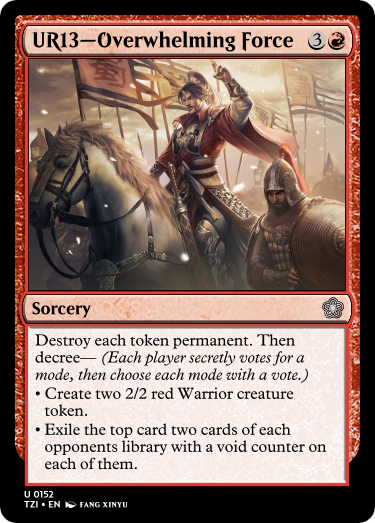 UR13—Overwhelming Force 3
Sorcery
Destroy each token permanent. Then
decree— (Each player secretly votes for a
mode, then choose each mode with a vote.)
• Create two 2/2 red Warrior creature
token.
• Exile the top card two cards of each
opponents library with a void counter on
each of them.
U 0152
TZI • EN FANG XINYU